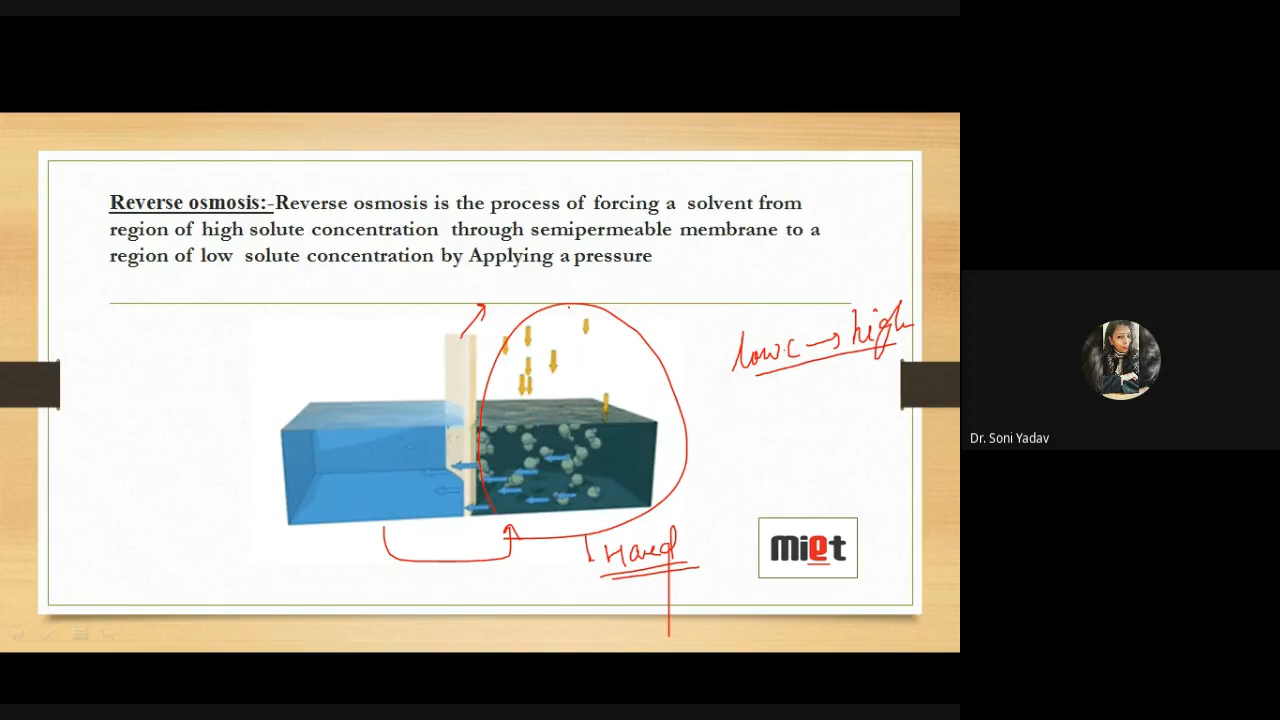 Reverse osmosis:-Reverse osmosis is the process of forcing a solvent from
region of high solute concentration through semipermeable membrane to a
region of low solute concentration by Applying a pressure
low.c → high
Hared
miet
Dr. Soni Yadav